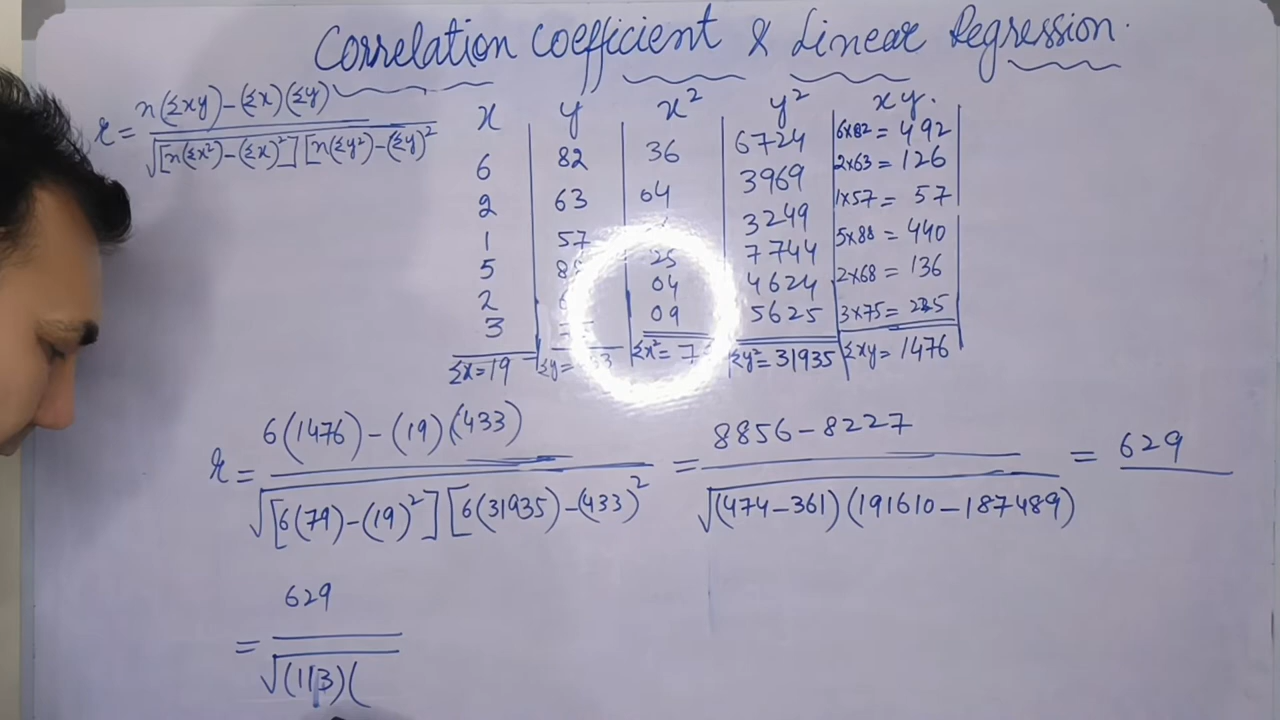 Correlation Coefficient & Linear Regression.
r = n(Σxy)-(Σx)(Σy) / √[n(Σx²)-(Σx)²] [n(Σy²)-(Σy)²
x y x² y² xy.
6 82 36 6724 6x82 = 492
2 63 04 3969 2x63 = 126
1 57 3249 1x57 = 57
5 25 7744 5x88 = 440
2 04 4624 2x68 = 136
3 09 5625 3x75 = 225
Σx=19 Σy= Σx²= Σy²= 31935 Σxy= 1476
r = 6(1476) - (19)(433) / √[6(79)-(19)²] [6(31935)-(433)² = 8856-8227 / √(474-361)(191610-187489) = 629
= 629 / √(113)(